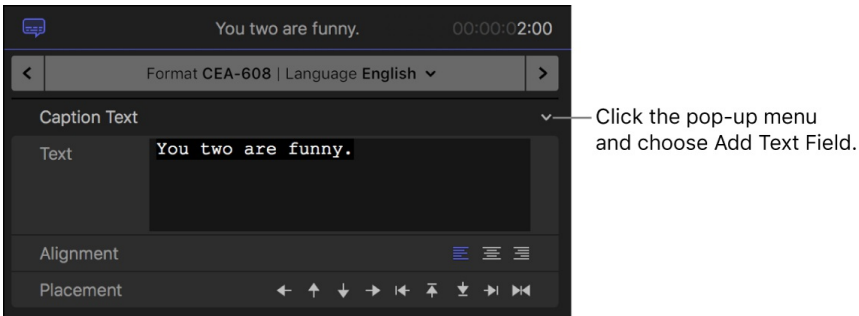 You two are funny. 00:00:02:00
Format CEA-608 | Language English
Caption Text
Click the pop-up menu
and choose Add Text Field.
Text You two are funny.
Alignment
Placement